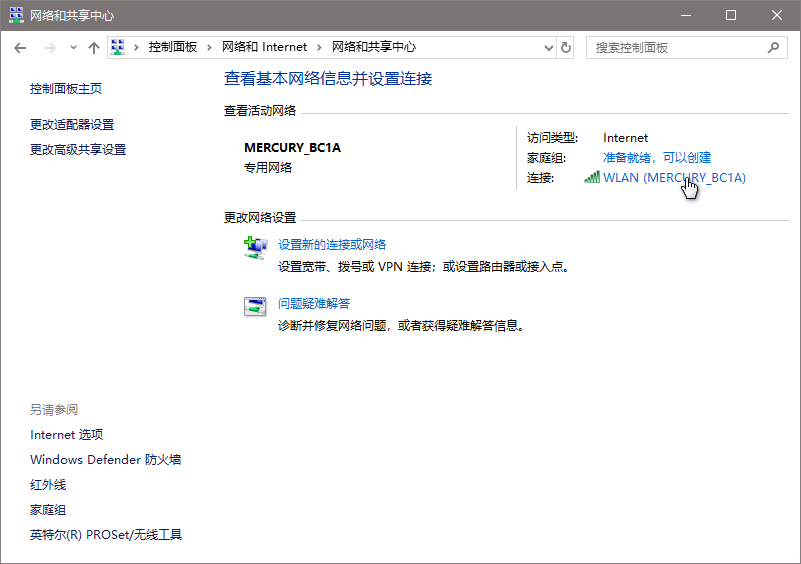 网络和共享中心
控制面板 网络和 Internet 网络和共享中心
搜索控制面板
控制面板主页
更改适配器设置
更改高级共享设置
查看基本网络信息并设置连接
查看活动网络
MERCURY_BC1A
专用网络
访问类型: Internet
家庭组: 准备就绪，可以创建
连接: WLAN (MERCURY_BC1A)
更改网络设置
设置新的连接或网络
设置宽带、拨号或 VPN 连接；或设置路由器或接入点。
问题疑难解答
诊断并修复网络问题，或者获得疑难解答信息。
另请参阅
Internet 选项
Windows Defender 防火墙
红外线
家庭组
英特尔(R) PROSet/无线工具